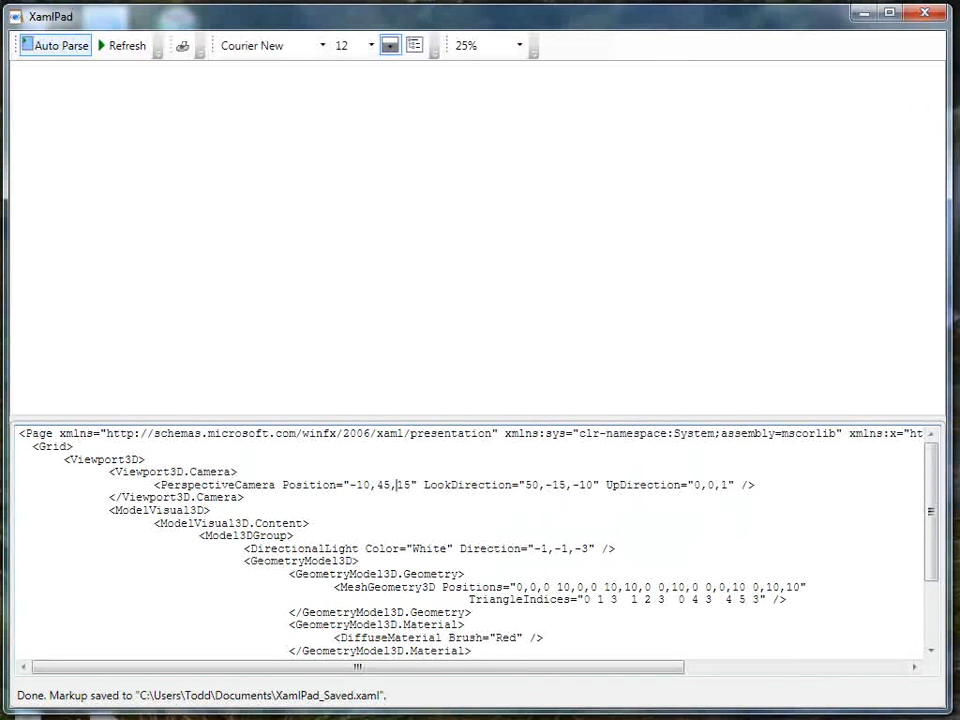 XamlPad
Auto Parse Refresh Courier New 12 25%
<Page xmlns="http://schemas.microsoft.com/winfx/2006/xaml/presentation" xmlns:sys="clr-namespace:System;assembly=mscorlib" xmlns:x="ht
<Grid>
<Viewport3D>
<Viewport3D.Camera>
<PerspectiveCamera Position="-10,45,15" LookDirection="50,-15,-10" UpDirection="0,0,1" />
</Viewport3D.Camera>
<ModelVisual3D>
<ModelVisual3D.Content>
<Model3DGroup>
<DirectionalLight Color="White" Direction="-1,-1,-3" />
<GeometryModel3D>
<GeometryModel3D.Geometry>
<MeshGeometry3D Positions="0,0,0 10,0,0 10,10,0 0,10,0 0,0,10 0,10,10"
TriangleIndices="0 1 3  1 2 3  0 4 3  4 5 3" />
</GeometryModel3D.Geometry>
<GeometryModel3D.Material>
<DiffuseMaterial Brush="Red" />
</GeometryModel3D.Material>
Done. Markup saved to "C:\Users\Todd\Documents\XamlPad_Saved.xaml".